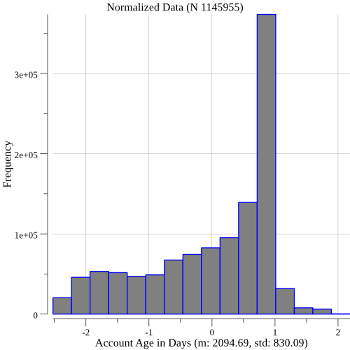 Normalized Data (N 1145955)
3e+05
2e+05
1e+05
0
Frequency
-2 -1 0 1 2
Account Age in Days (m: 2094.69, std: 830.09)